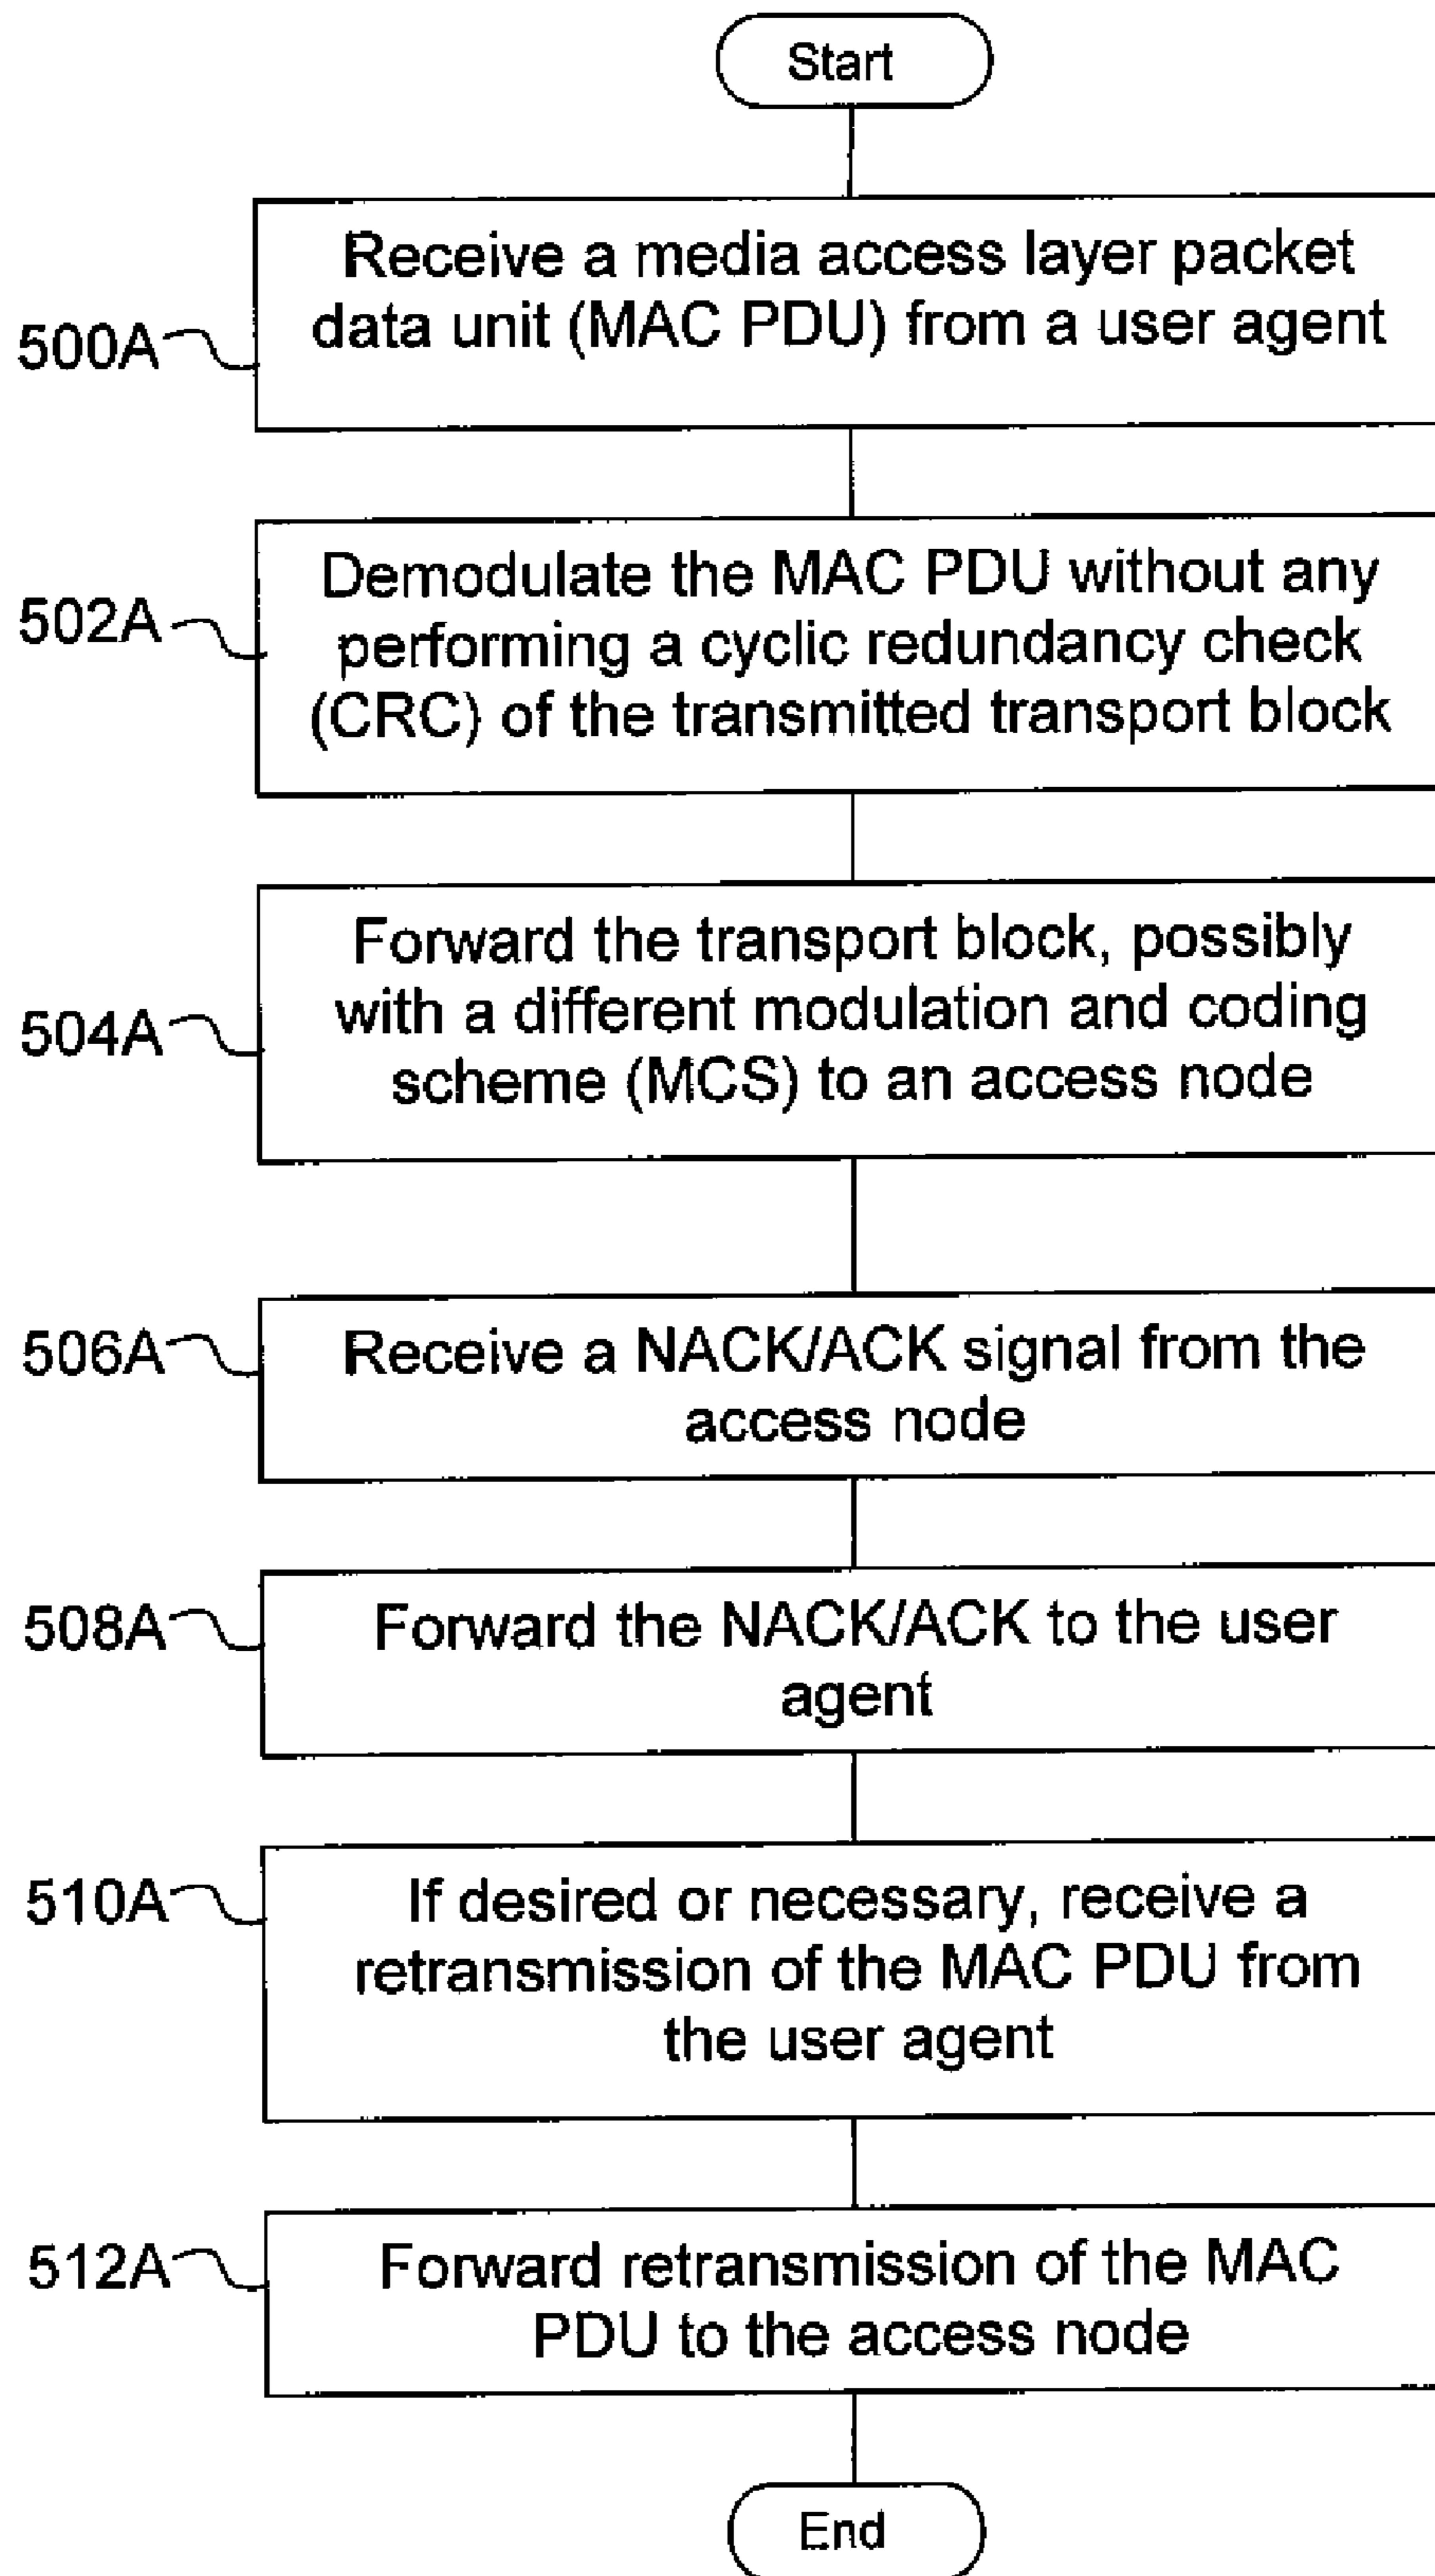 Start
Receive a media access layer packet
data unit (MAC PDU) from a user agent
500A
Demodulate the MAC PDU without any
performing a cyclic redundancy check
(CRC) of the transmitted transport block
502A
Forward the transport block, possibly
with a different modulation and coding
scheme (MCS) to an access node
504A
Receive a NACK/ACK signal from the
access node
506A
Forward the NACK/ACK to the user
agent
508A
If desired or necessary, receive a
retransmission of the MAC PDU from
the user agent
510A
Forward retransmission of the MAC
PDU to the access node
512A
End